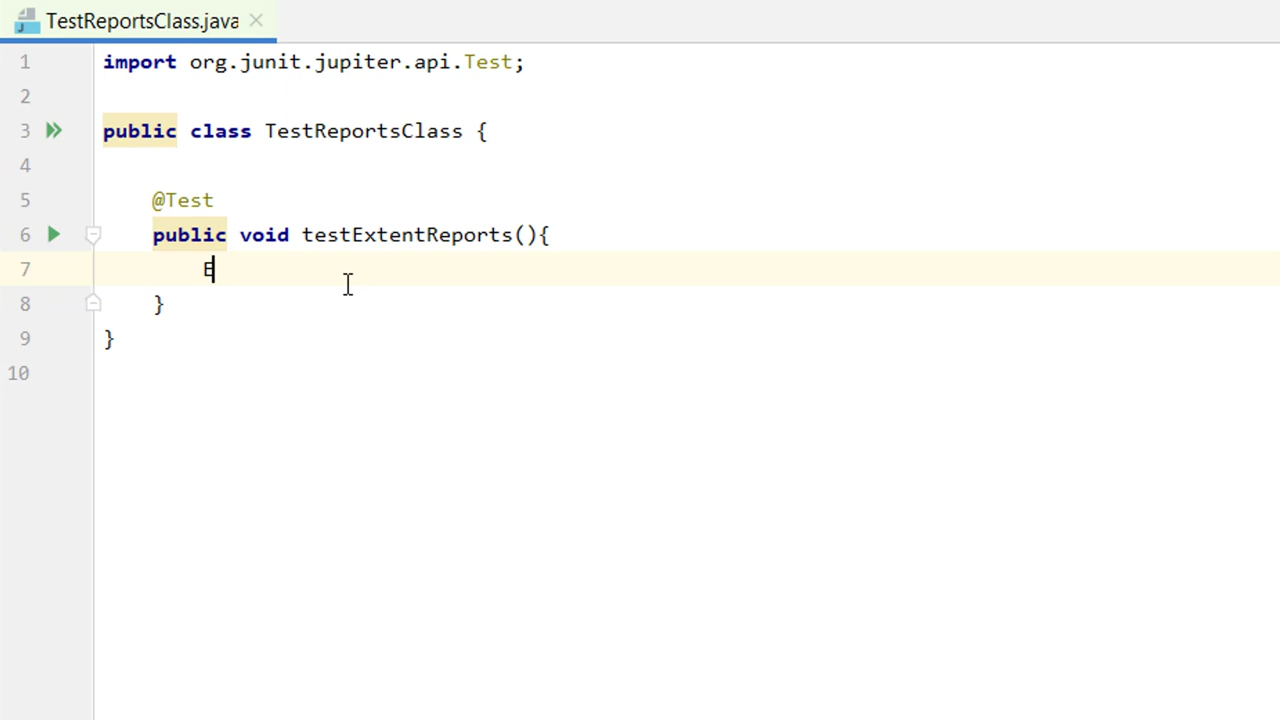 TestReportsClass.java
1 import org.junit.jupiter.api.Test;
2
3 public class TestReportsClass {
4
5 @Test
6 public void testExtentReports(){
7 E
8 }
9 }
10